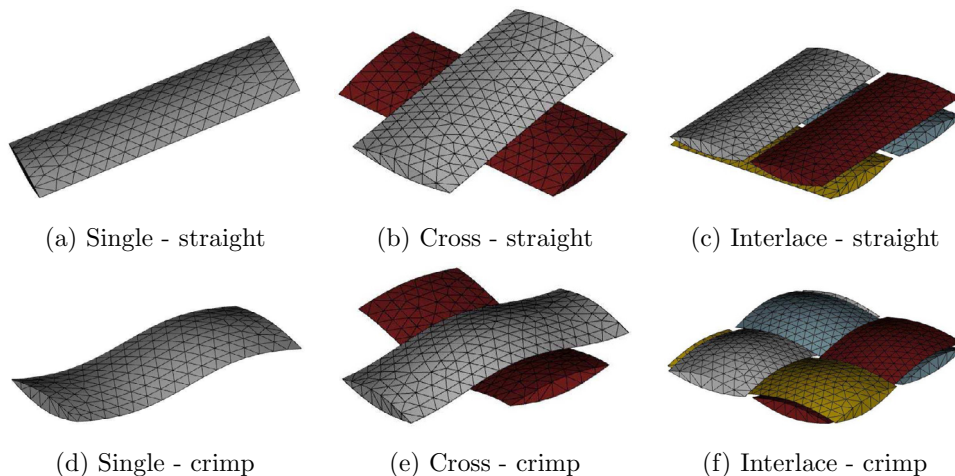 (a) Single - straight
(b) Cross - straight
(c) Interlace - straight
(d) Single - crimp
(e) Cross - crimp
(f) Interlace - crimp